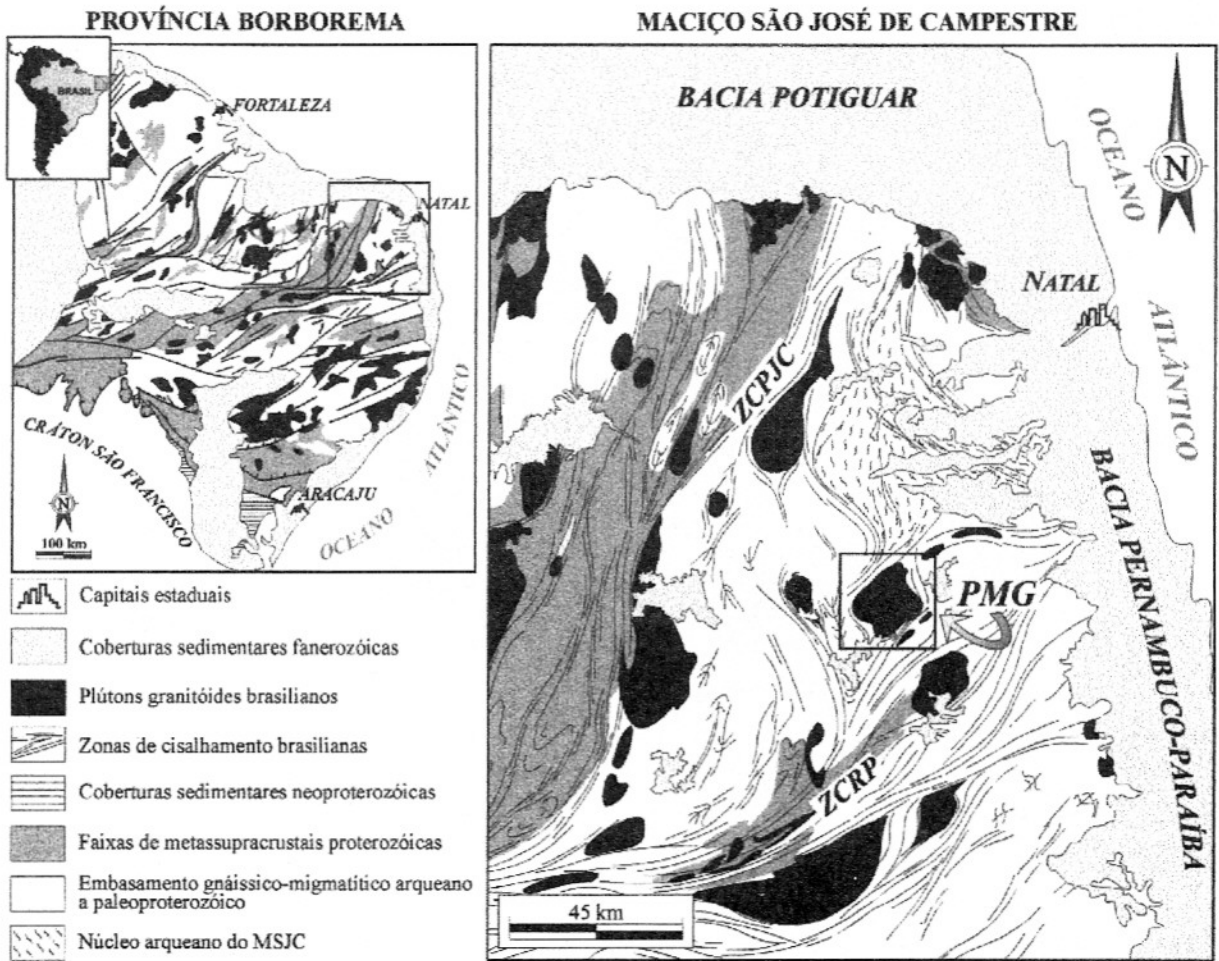 PROVÍNCIA BORBOREMA
BRASIL
FORTALEZA
NATAL
CRÁTON SÃO FRANCISCO
ARACAJU
OCEANO
ATLÂNTICO
N
100 km
Capitais estaduais
Coberturas sedimentares fanerozóicas
Plútons granitóides brasilianos
Zonas de cisalhamento brasilianas
Coberturas sedimentares neoproterozóicas
Faixas de metassupracrustais proterozóicas
Embasamento gnáissico-migmatítico arqueano
a paleoproterozóico
Núcleo arqueano do MSJC
MACIÇO SÃO JOSÉ DE CAMPESTRE
BACIA POTIGUAR
OCEANO
ATLÂNTICO
N
NATAL
ZCPJC
PMG
ZCRP
BACIA PERNAMBUCO-PARAÍBA
45 km